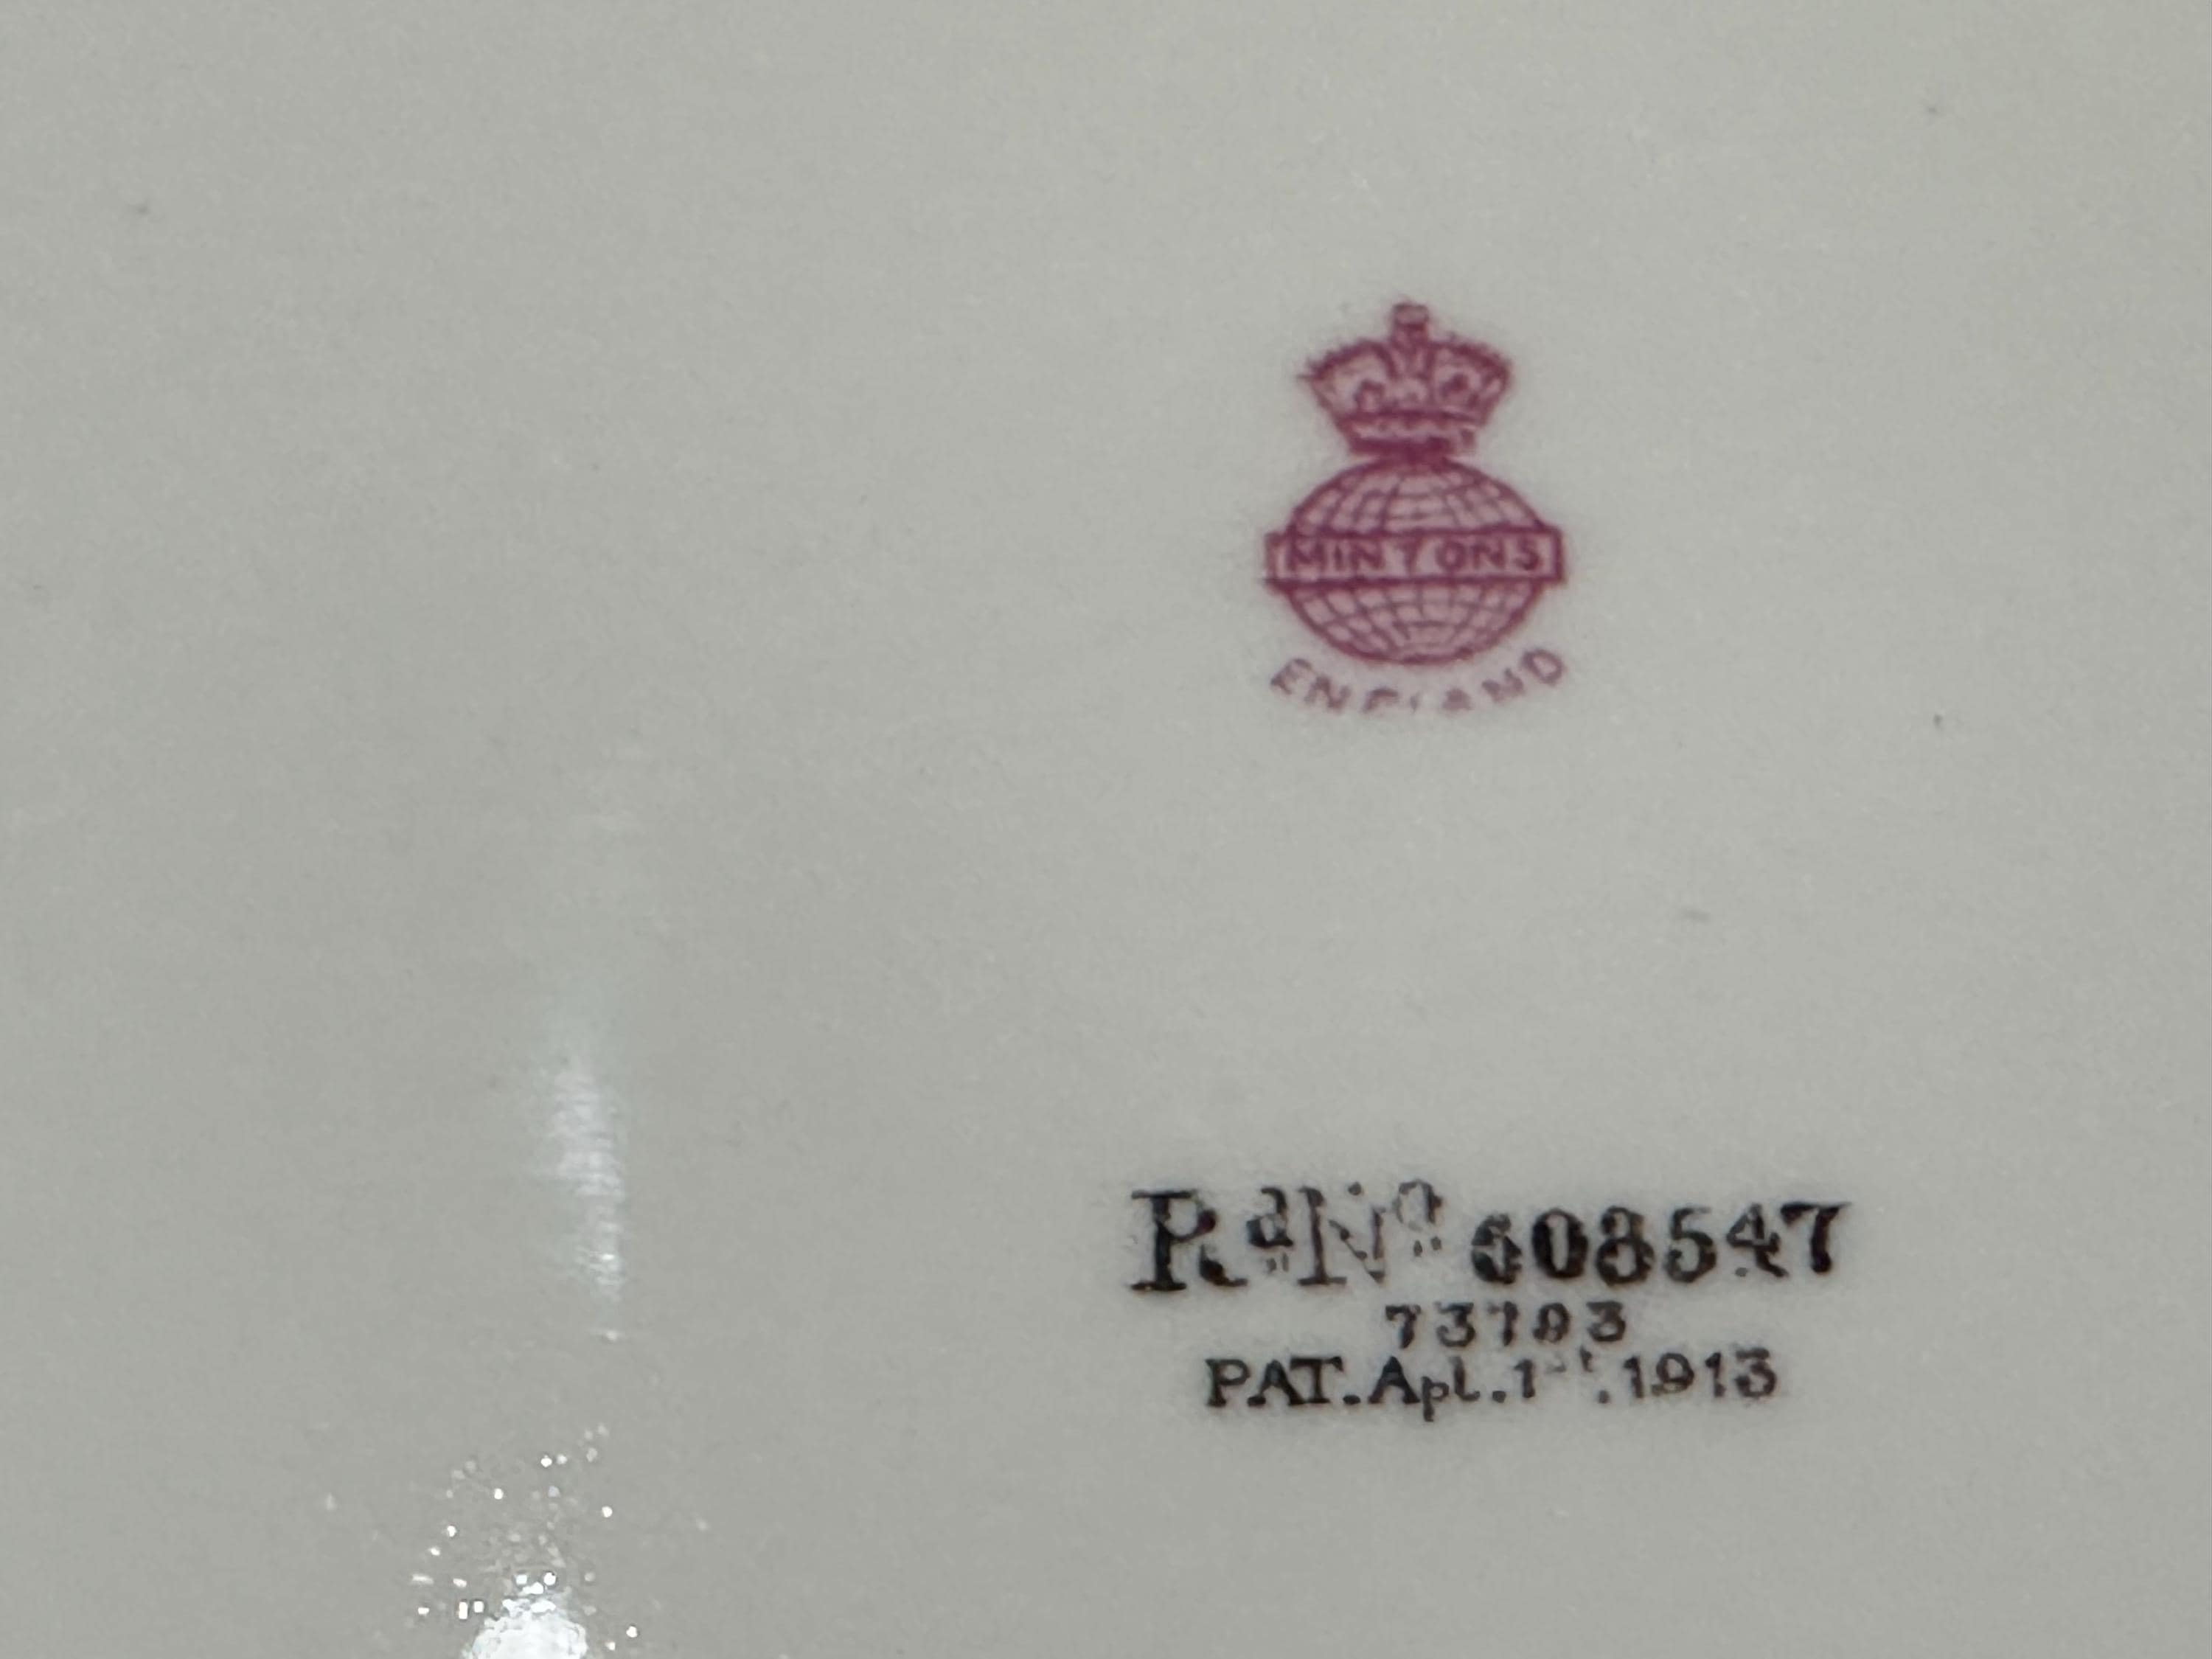 MINTONS
ENGLAND
Rd No 608547
73793
PAT. Apl. 1st. 1913